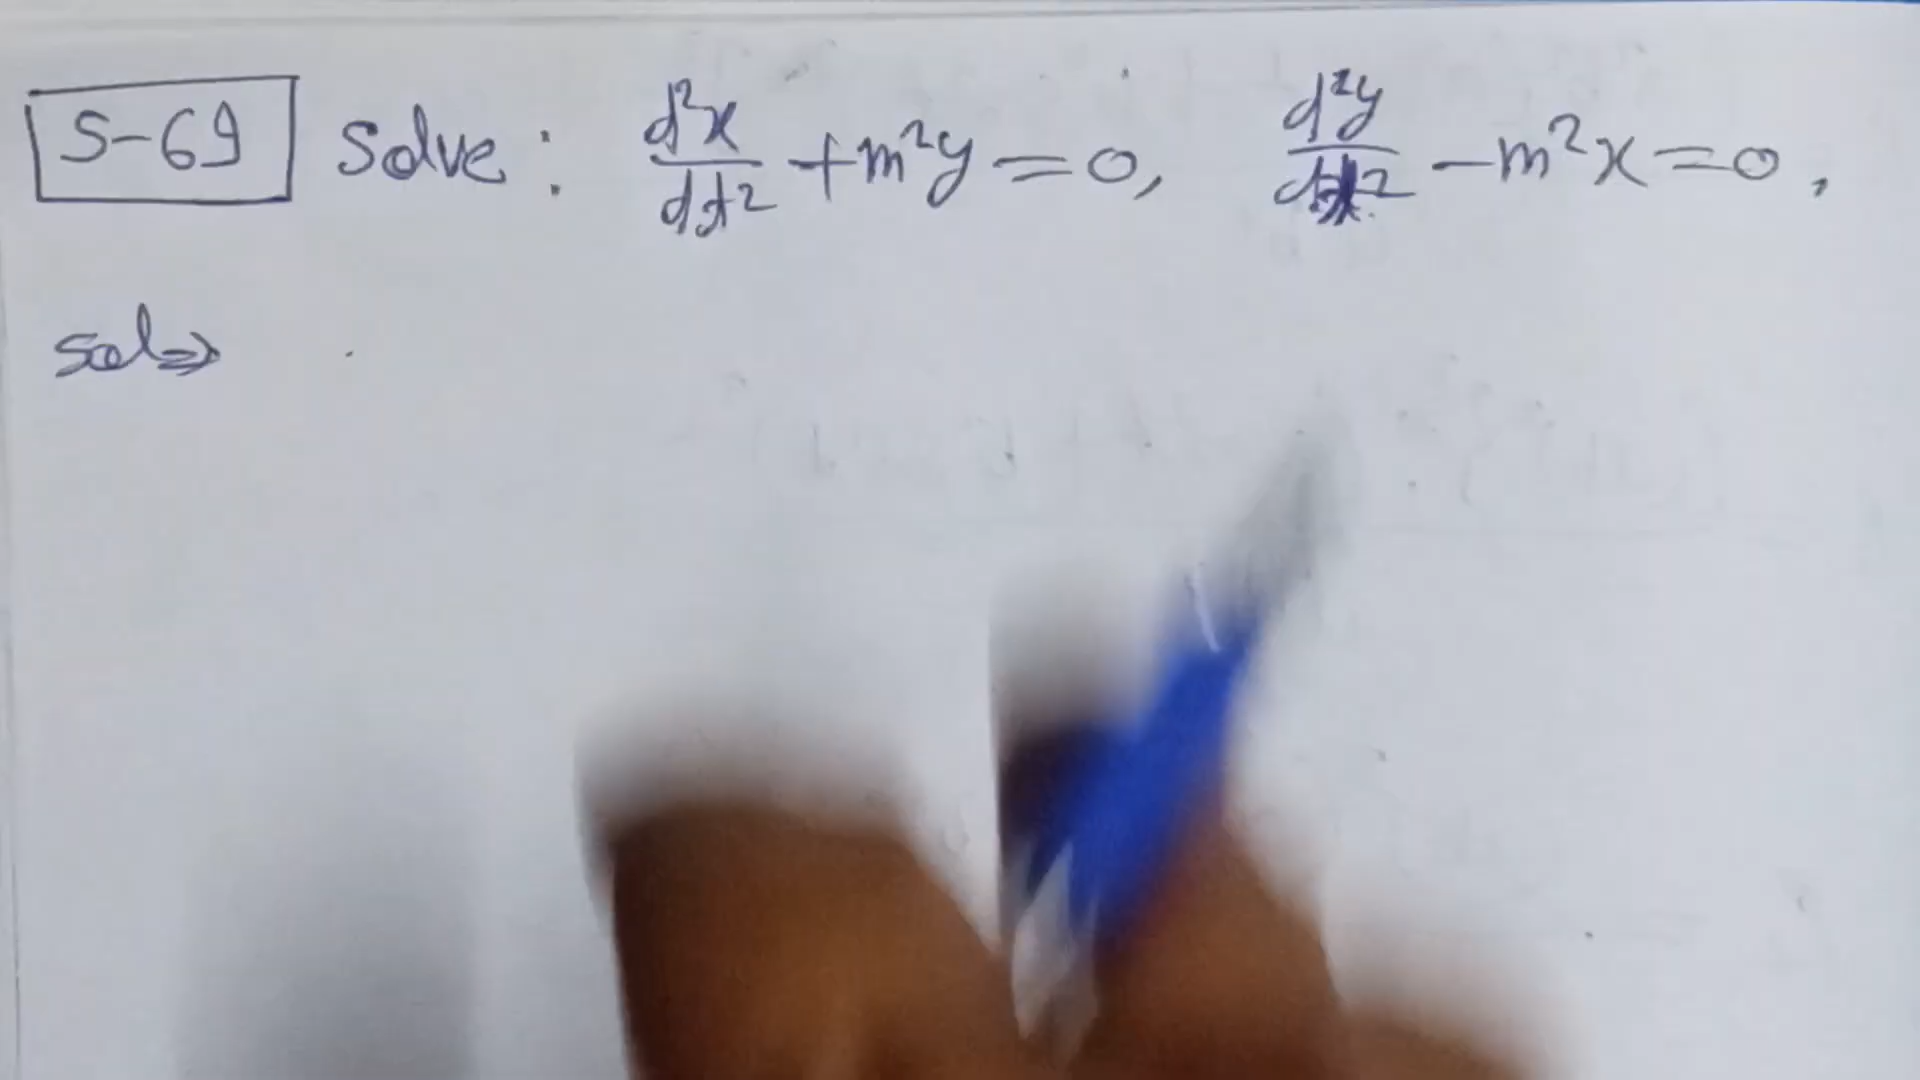 S-69 Solve: d²x/dt² + m²y = 0, d²y/dt² - m²x = 0,
Sol⇒